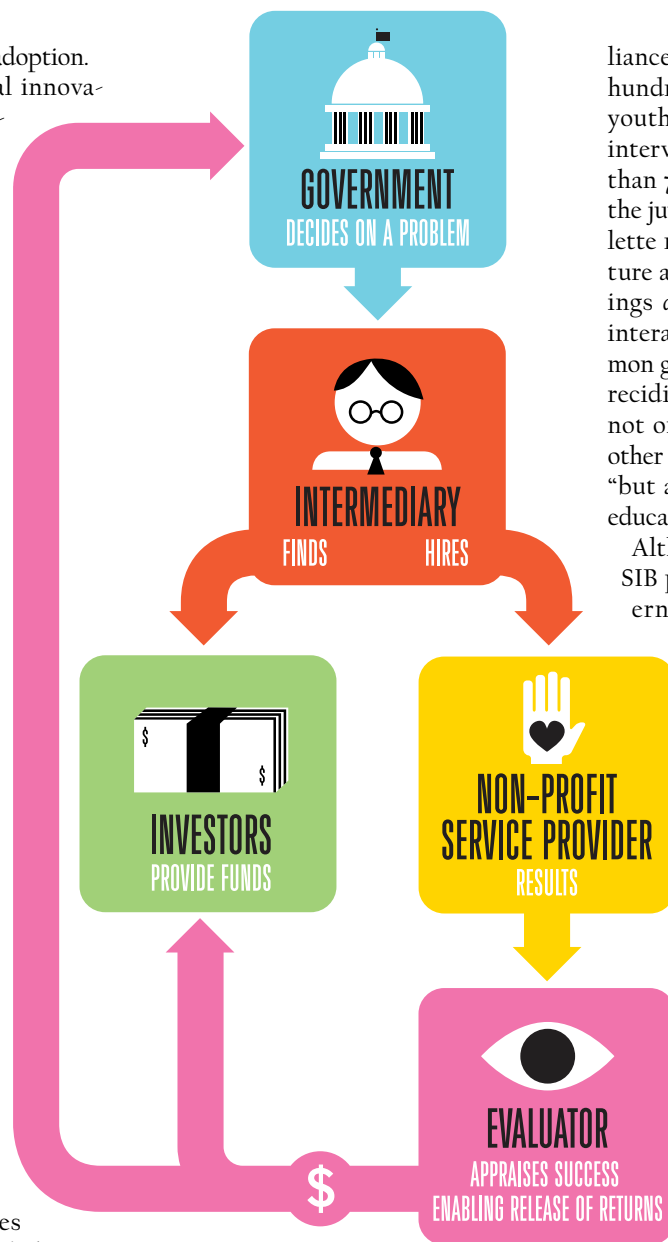 doption.
al innova-
-
GOVERNMENT
DECIDES ON A PROBLEM
INTERMEDIARY
FINDS HIRES
INVESTORS
PROVIDE FUNDS
$
$
NON-PROFIT
SERVICE PROVIDER
RESULTS
EVALUATOR
APPRAISES SUCCESS
ENABLING RELEASE OF RETURNS
$
es
liance
hundr
youth
interv
than 7
the ju
lette r
ture a
ings a
intera
mon g
recidi
not o
other
“but a
educa
Alt
SIB p
ern